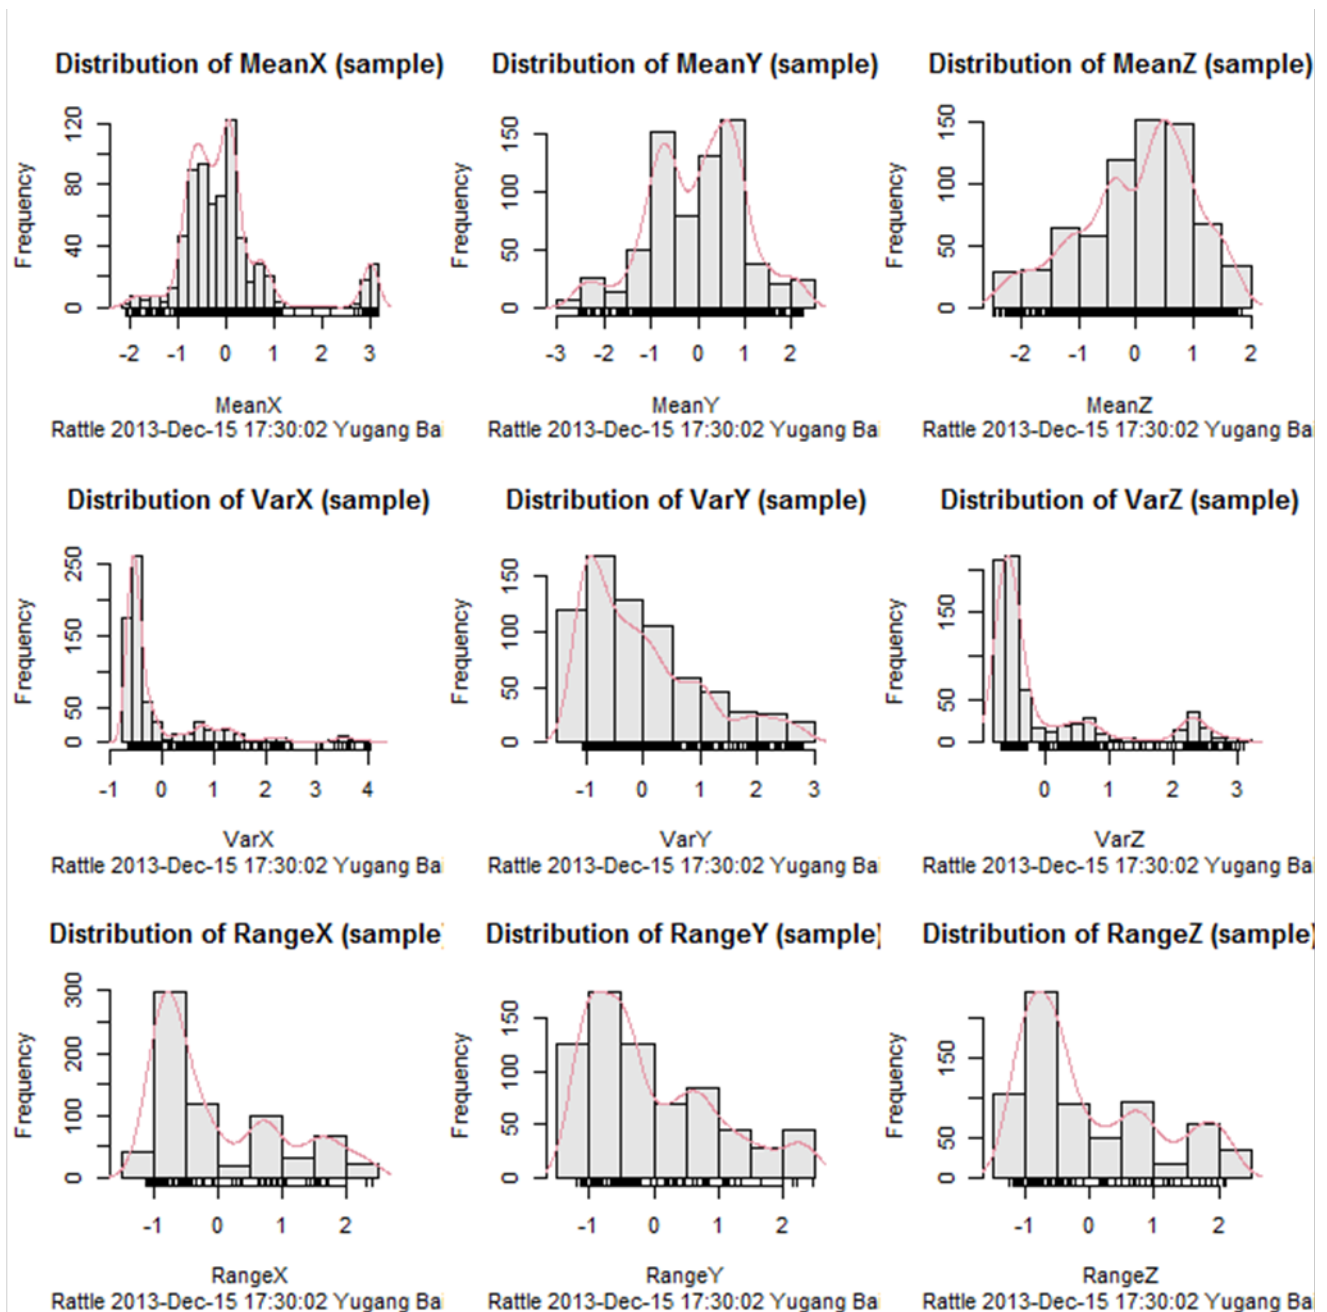 Distribution of MeanX (sample)
Frequency
0 40 80 120
-2 -1 0 1 2 3
MeanX
Rattle 2013-Dec-15 17:30:02 Yugang Bai
Distribution of MeanY (sample)
Frequency
0 50 100 150
-3 -2 -1 0 1 2
MeanY
Rattle 2013-Dec-15 17:30:02 Yugang Bai
Distribution of MeanZ (sample)
Frequency
0 50 100 150
-2 -1 0 1 2
MeanZ
Rattle 2013-Dec-15 17:30:02 Yugang Ba
Distribution of VarX (sample)
Frequency
0 50 150 250
-1 0 1 2 3 4
VarX
Rattle 2013-Dec-15 17:30:02 Yugang Bai
Distribution of VarY (sample)
Frequency
0 50 100 150
-1 0 1 2 3
VarY
Rattle 2013-Dec-15 17:30:02 Yugang Bai
Distribution of VarZ (sample)
Frequency
0 50 150
0 1 2 3
VarZ
Rattle 2013-Dec-15 17:30:02 Yugang Ba
Distribution of RangeX (sample)
Frequency
0 100 200 300
-1 0 1 2
RangeX
Rattle 2013-Dec-15 17:30:02 Yugang Bai
Distribution of RangeY (sample)
Frequency
0 50 100 150
-1 0 1 2
RangeY
Rattle 2013-Dec-15 17:30:02 Yugang Bai
Distribution of RangeZ (sample)
Frequency
0 50 150
-1 0 1 2
RangeZ
Rattle 2013-Dec-15 17:30:02 Yugang Ba